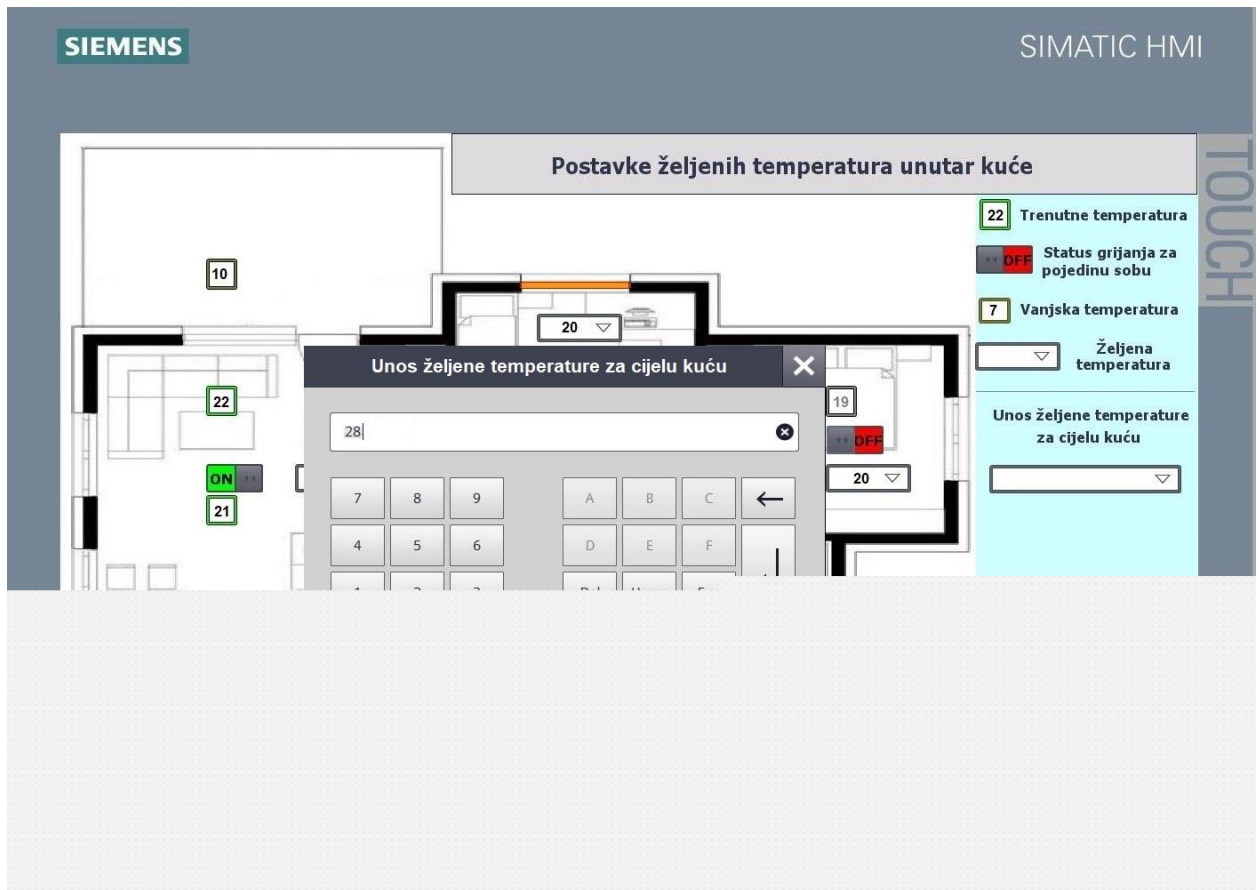 SIEMENS
SIMATIC HMI
TOUCH
Postavke željenih temperatura unutar kuće
22 Trenutne temperatura
OFF Status grijanja za
pojedinu sobu
7 Vanjska temperatura
Željena
temperatura
Unos željene temperature
za cijelu kuću
10
20
22
ON
21
19
OFF
20
Unos željene temperature za cijelu kuću
28
7 8 9 A B C
4 5 6 D E F